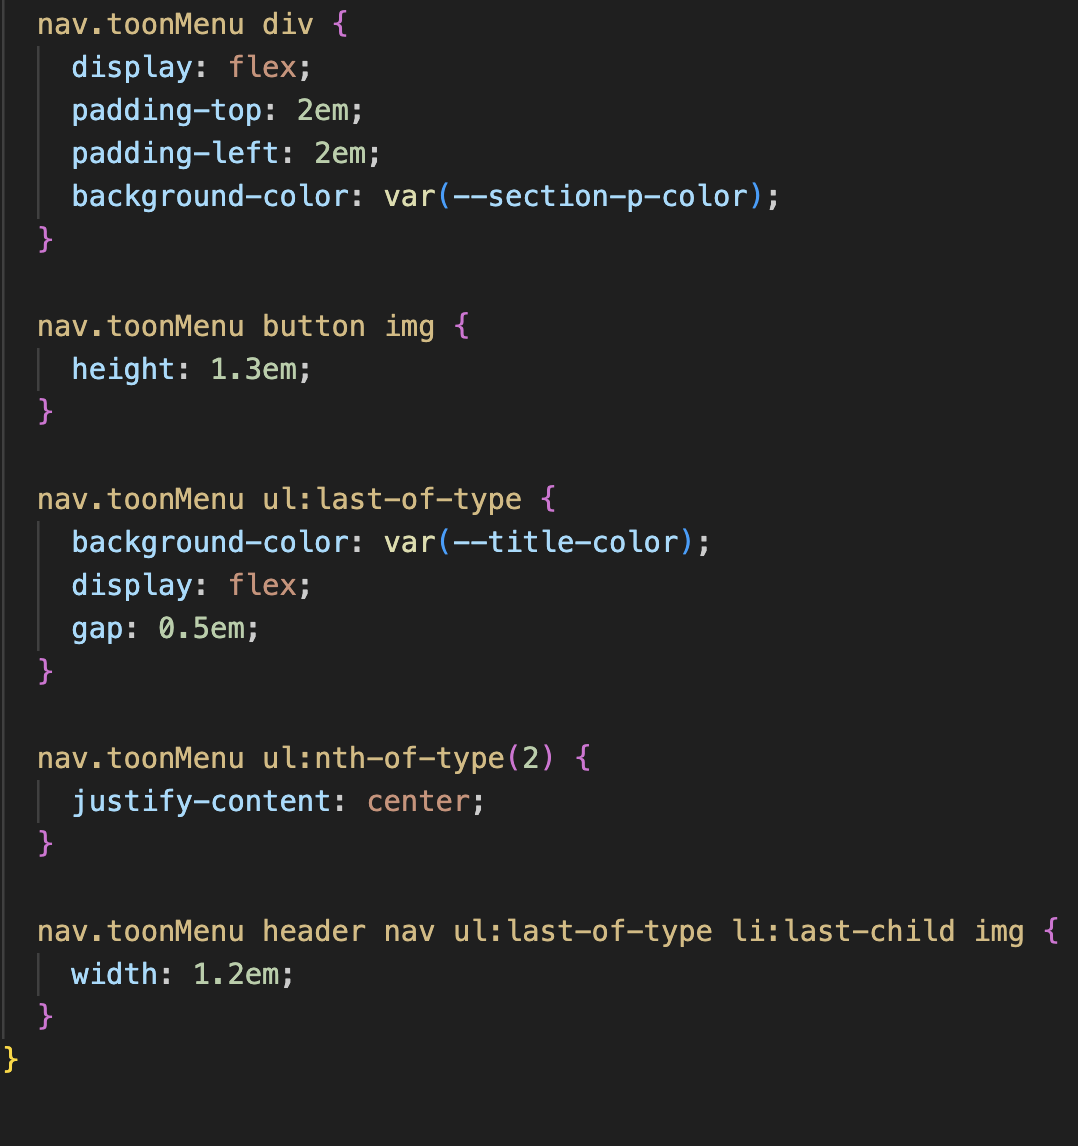 nav.toonMenu div {
display: flex;
padding-top: 2em;
padding-left: 2em;
background-color: var(--section-p-color);
}
nav.toonMenu button img {
height: 1.3em;
}
nav.toonMenu ul:last-of-type {
background-color: var(--title-color);
display: flex;
gap: 0.5em;
}
nav.toonMenu ul:nth-of-type(2) {
justify-content: center;
}
nav.toonMenu header nav ul:last-of-type li:last-child img {
width: 1.2em;
}
}